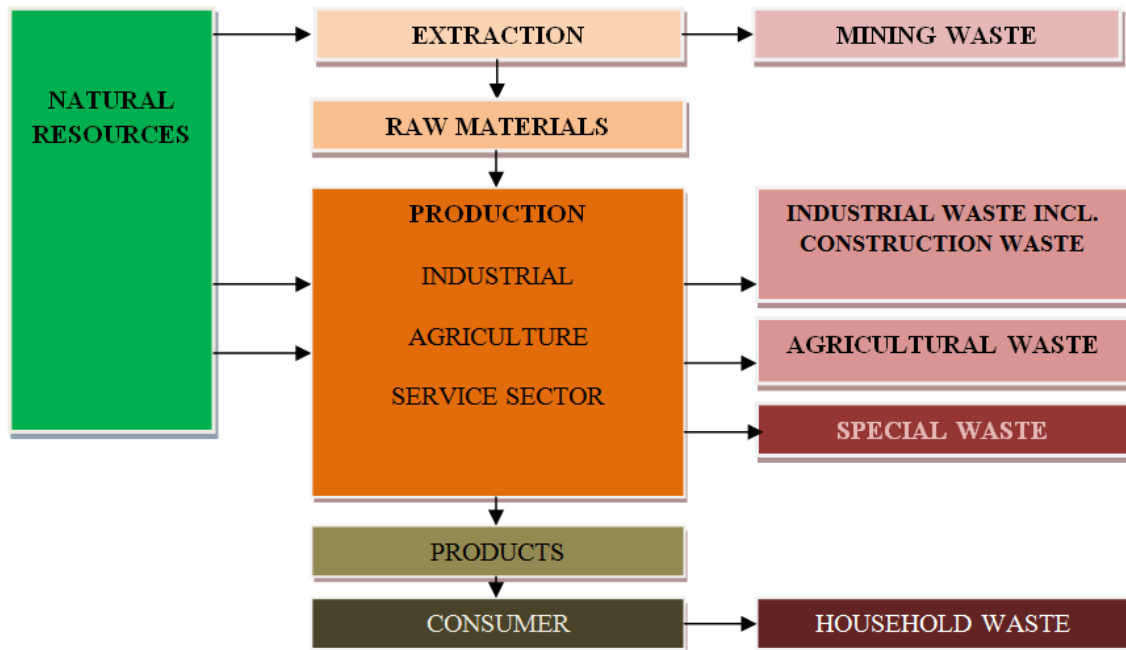 NATURAL
RESOURCES
EXTRACTION
MINING WASTE
RAW MATERIALS
PRODUCTION
INDUSTRIAL
AGRICULTURE
SERVICE SECTOR
INDUSTRIAL WASTE INCL.
CONSTRUCTION WASTE
AGRICULTURAL WASTE
SPECIAL WASTE
PRODUCTS
CONSUMER
HOUSEHOLD WASTE